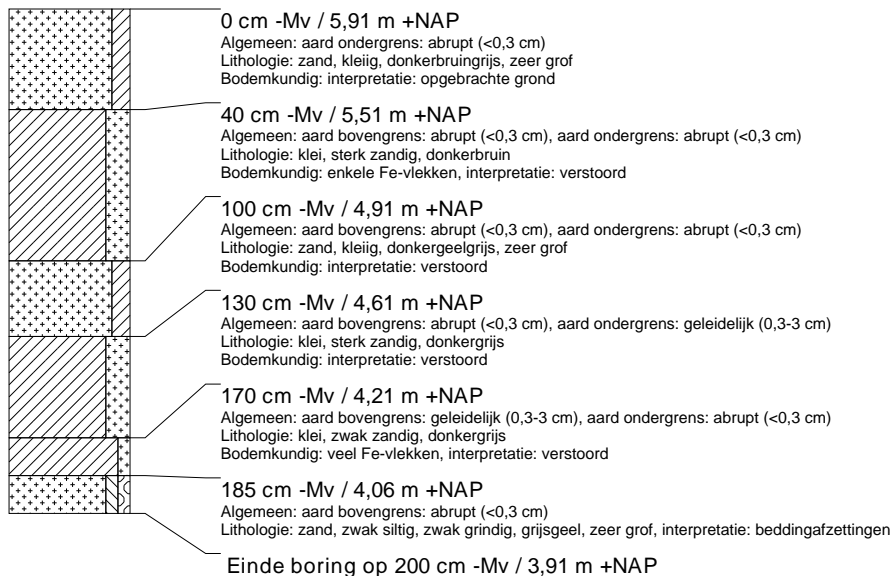 0 cm -Mv / 5,91 m +NAP
Algemeen: aard ondergrens: abrupt (<0,3 cm)
Lithologie: zand, kleiig, donkerbruingrijs, zeer grof
Bodemkundig: interpretatie: opgebrachte grond
40 cm -Mv / 5,51 m +NAP
Algemeen: aard bovengrens: abrupt (<0,3 cm), aard ondergrens: abrupt (<0,3 cm)
Lithologie: klei, sterk zandig, donkerbruin
Bodemkundig: enkele Fe-vlekken, interpretatie: verstoord
100 cm -Mv / 4,91 m +NAP
Algemeen: aard bovengrens: abrupt (<0,3 cm), aard ondergrens: abrupt (<0,3 cm)
Lithologie: zand, kleiig, donkergeelgrijs, zeer grof
Bodemkundig: interpretatie: verstoord
130 cm -Mv / 4,61 m +NAP
Algemeen: aard bovengrens: abrupt (<0,3 cm), aard ondergrens: geleidelijk (0,3-3 cm)
Lithologie: klei, sterk zandig, donkergrijs
Bodemkundig: interpretatie: verstoord
170 cm -Mv / 4,21 m +NAP
Algemeen: aard bovengrens: geleidelijk (0,3-3 cm), aard ondergrens: abrupt (<0,3 cm)
Lithologie: klei, zwak zandig, donkergrijs
Bodemkundig: veel Fe-vlekken, interpretatie: verstoord
185 cm -Mv / 4,06 m +NAP
Algemeen: aard bovengrens: abrupt (<0,3 cm)
Lithologie: zand, zwak siltig, zwak grindig, grijsgeel, zeer grof, interpretatie: beddingafzettingen
Einde boring op 200 cm -Mv / 3,91 m +NAP